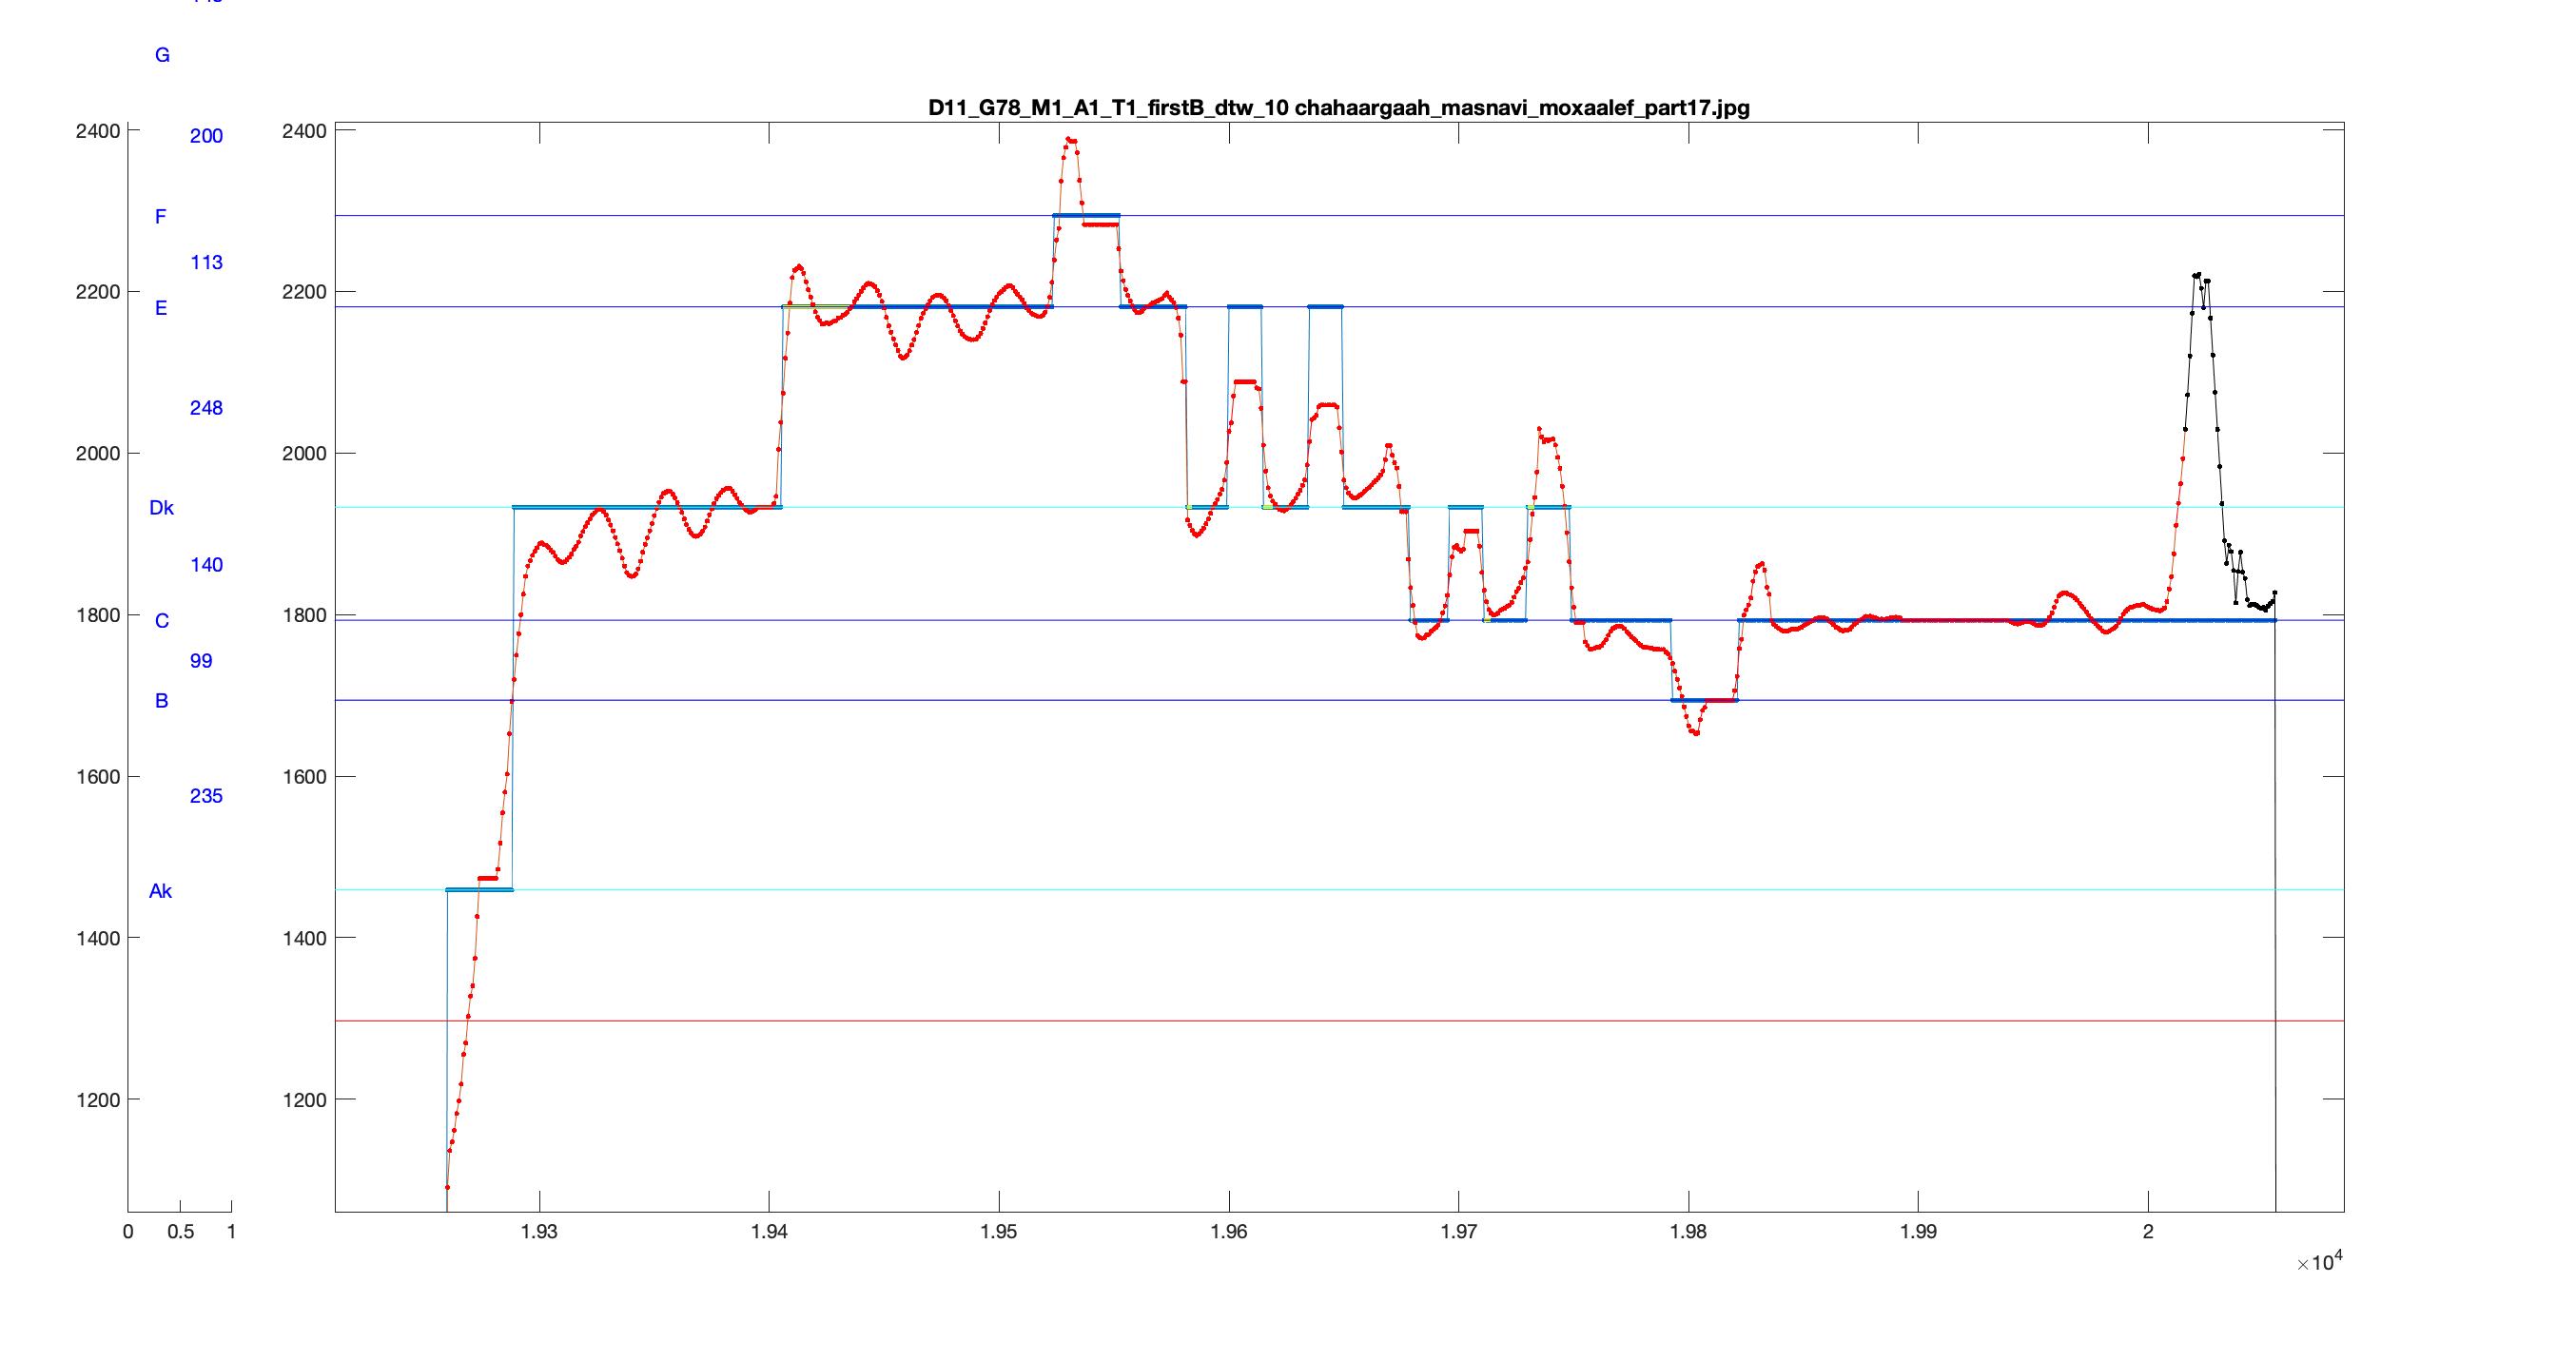 G
D11_G78_M1_A1_T1_firstB_dtw_10 chahaargaah_masnavi_moxaalef_part17.jpg
2400 200 2400
F
113
2200 E 2200
248
2000 2000
Dk
140
1800 C 1800
99
B
1600 1600
235
Ak
1400 1400
1200 1200
0 0.5 1 1.93 1.94 1.95 1.96 1.97 1.98 1.99 2
×10^4